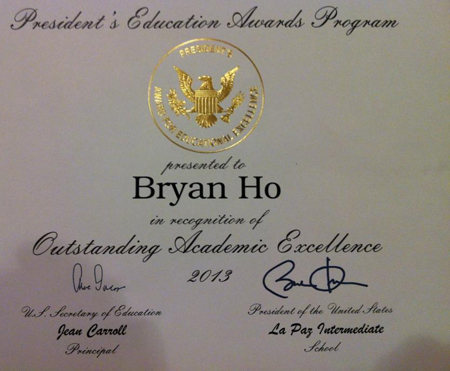 President's Education Awards Program
PRESIDENT'S
AWARD FOR EDUCATIONAL EXCELLENCE
presented to
Bryan Ho
in recognition of
Outstanding Academic Excellence
2013
U.S. Secretary of Education
President of the United States
Jean Carroll
La Paz Intermediate
Principal
School